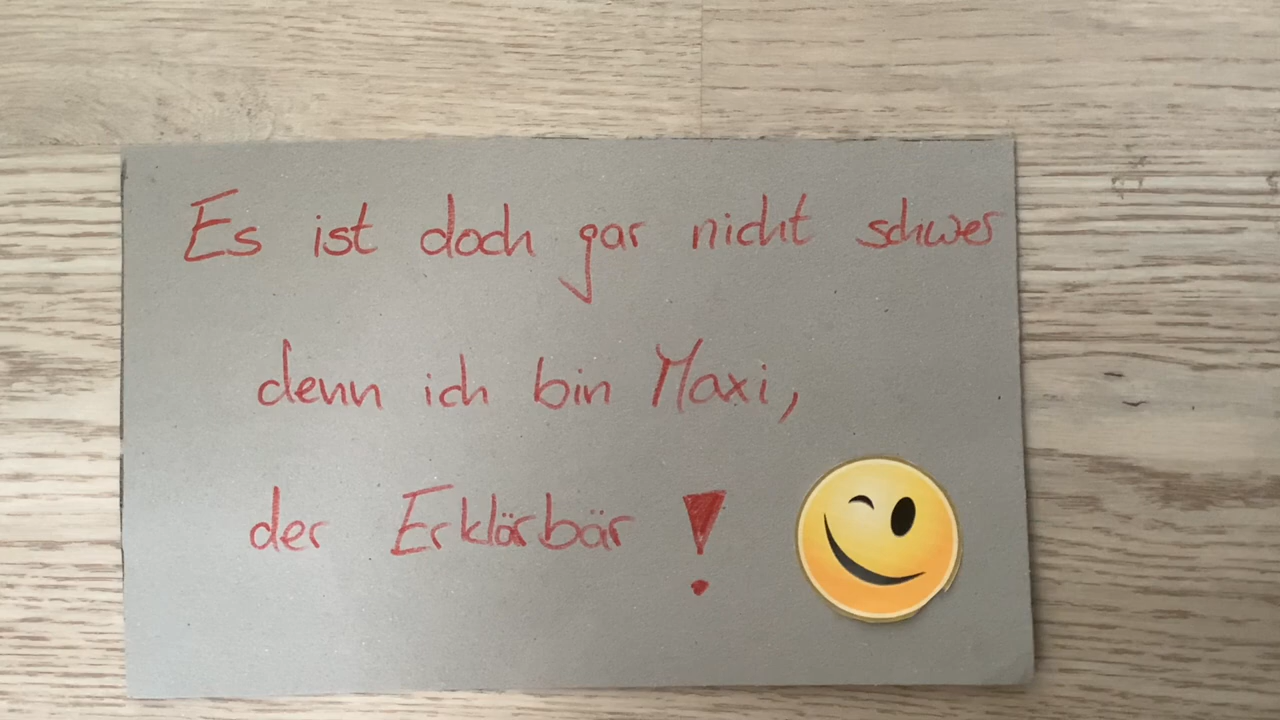 Es ist doch gar nicht schwer
denn ich bin Maxi,
der Erklärbär!